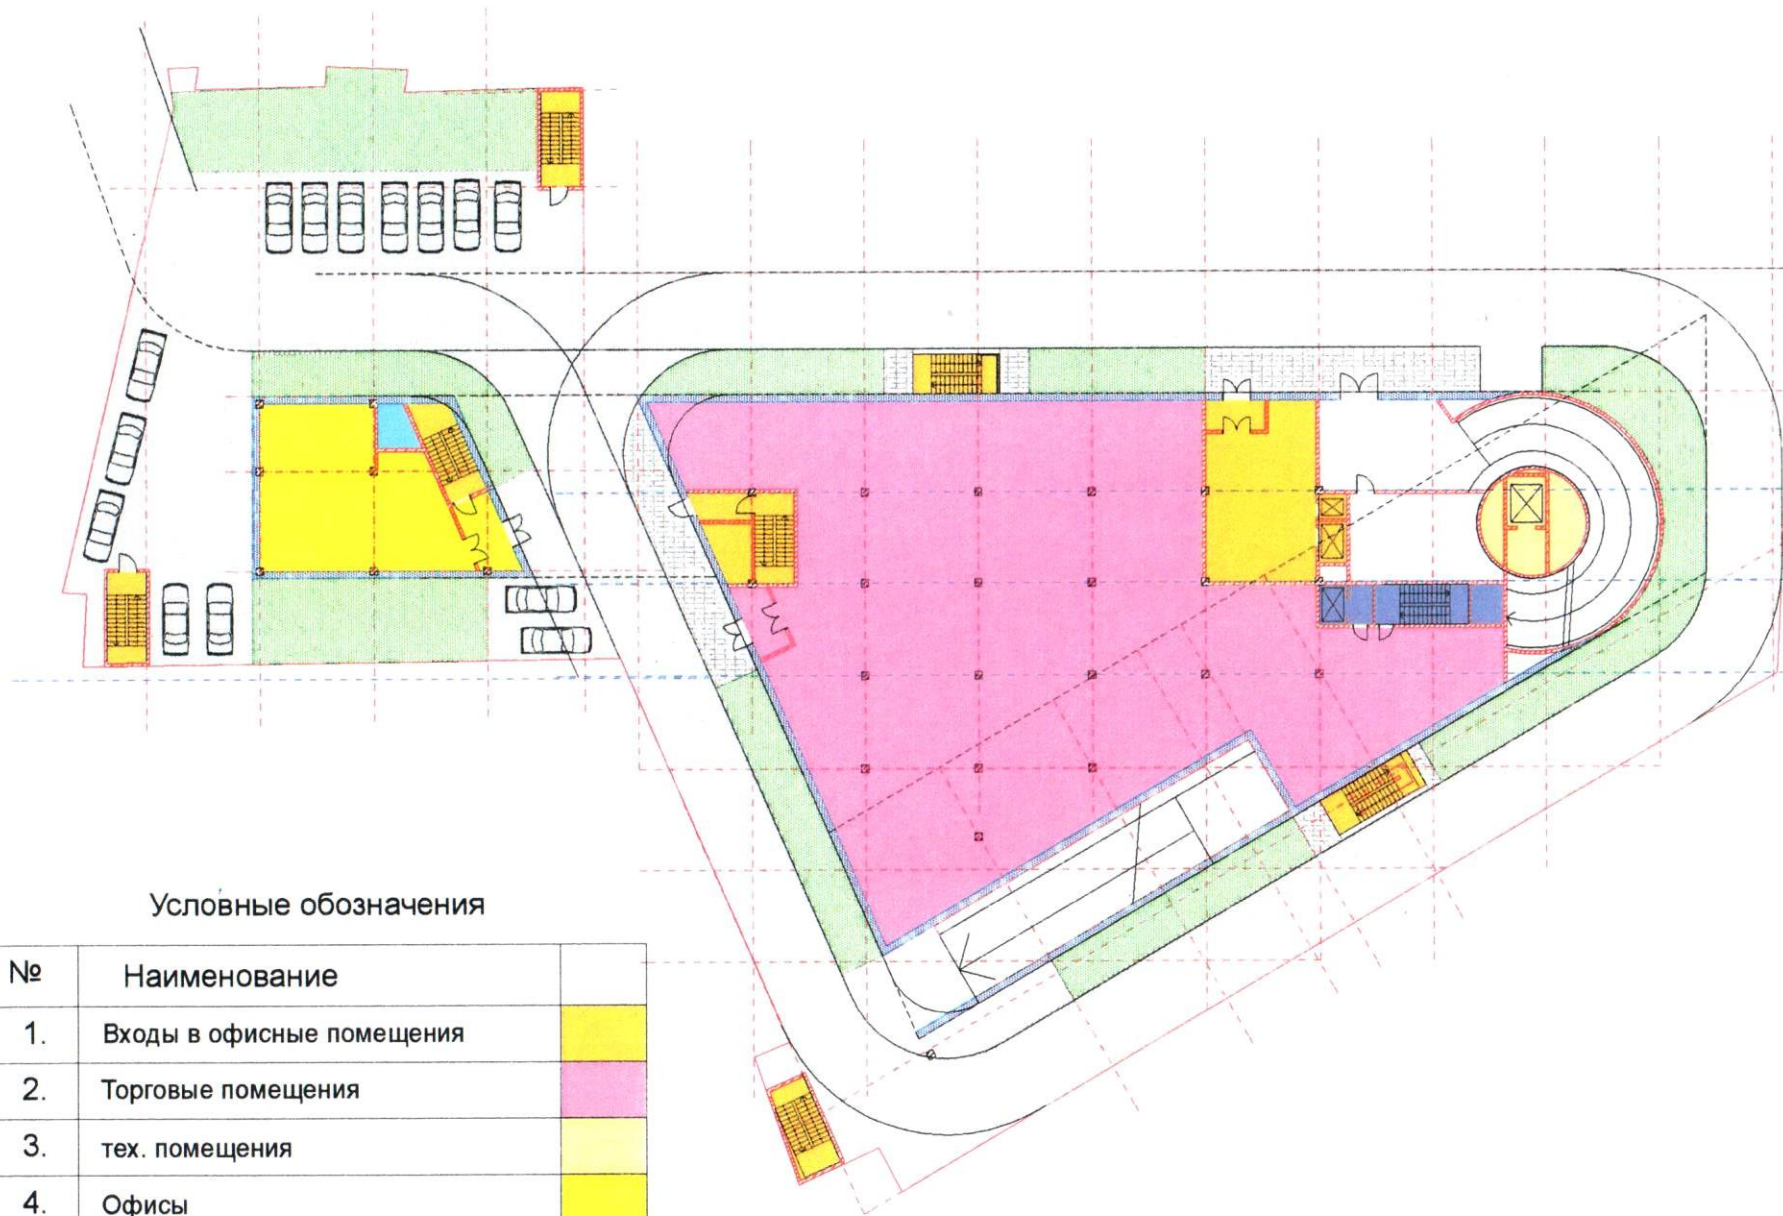 Условные обозначения
№ Наименование
1. Входы в офисные помещения
2. Торговые помещения
3. тех. помещения
4. Офисы